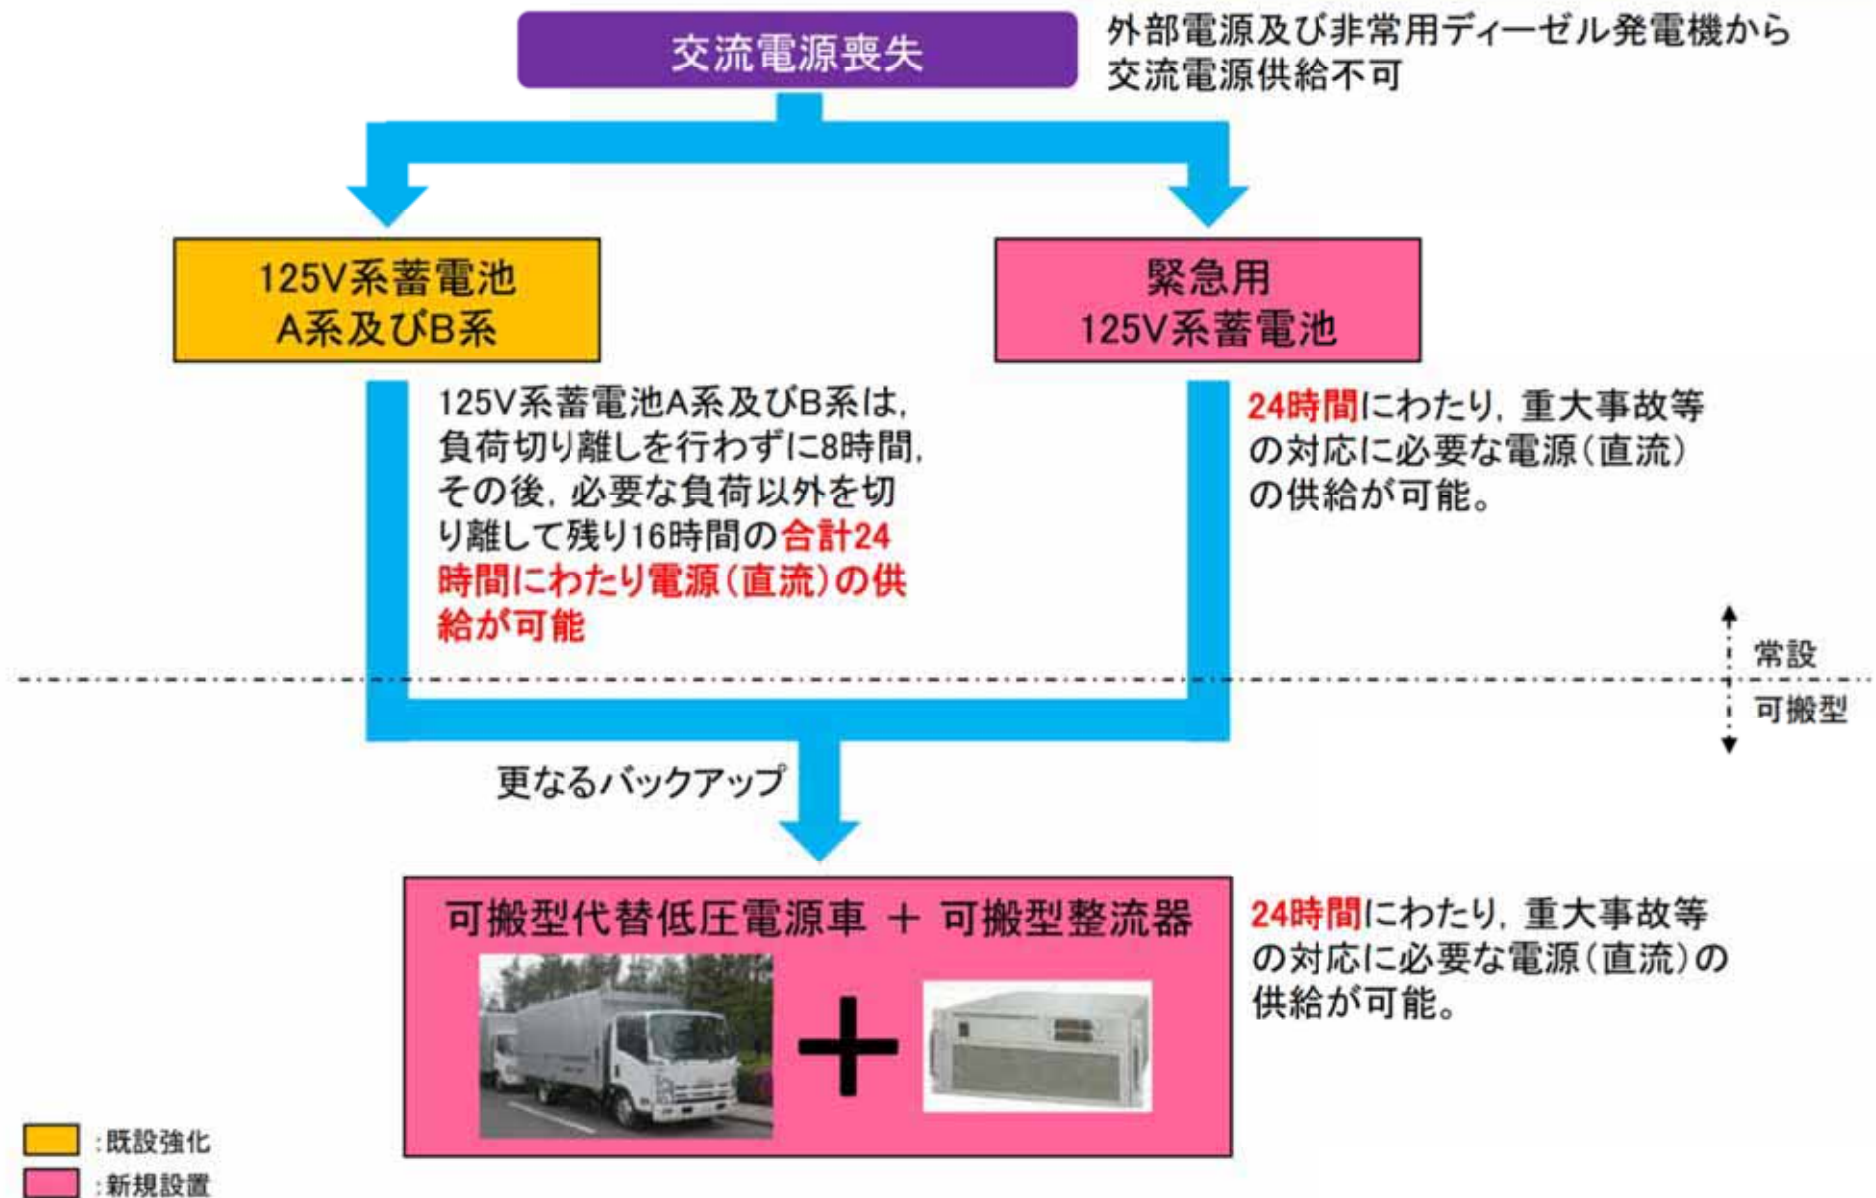 交流電源喪失
外部電源及び非常用ディーゼル発電機から
交流電源供給不可
125V系蓄電池
A系及びB系
緊急用
125V系蓄電池
125V系蓄電池A系及びB系は，
負荷切り離しを行わずに8時間，
その後，必要な負荷以外を切
り離して残り16時間の合計24
時間にわたり電源（直流）の供
給が可能
24時間にわたり，重大事故等
の対応に必要な電源（直流）
の供給が可能。
常設
可搬型
更なるバックアップ
可搬型代替低圧電源車 ＋ 可搬型整流器
24時間にわたり，重大事故等
の対応に必要な電源（直流）の
供給が可能。
：既設強化
：新規設置